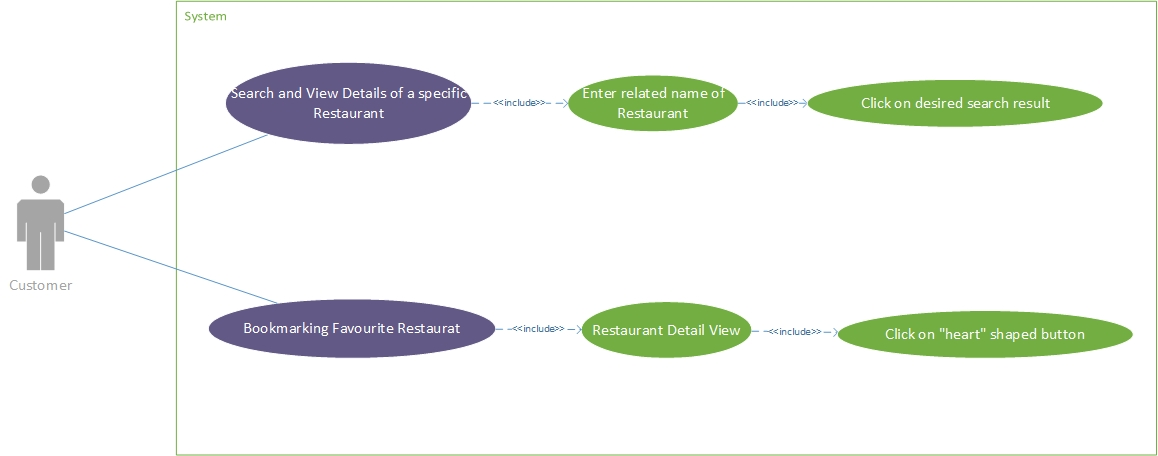 System
Search and View Details of a specific
Restaurant
<<include>>
Enter related name of
Restaurant
<<include>>
Click on desired search result
Customer
Bookmarking Favourite Restaurat
<<include>>
Restaurant Detail View
<<include>>
Click on "heart" shaped button